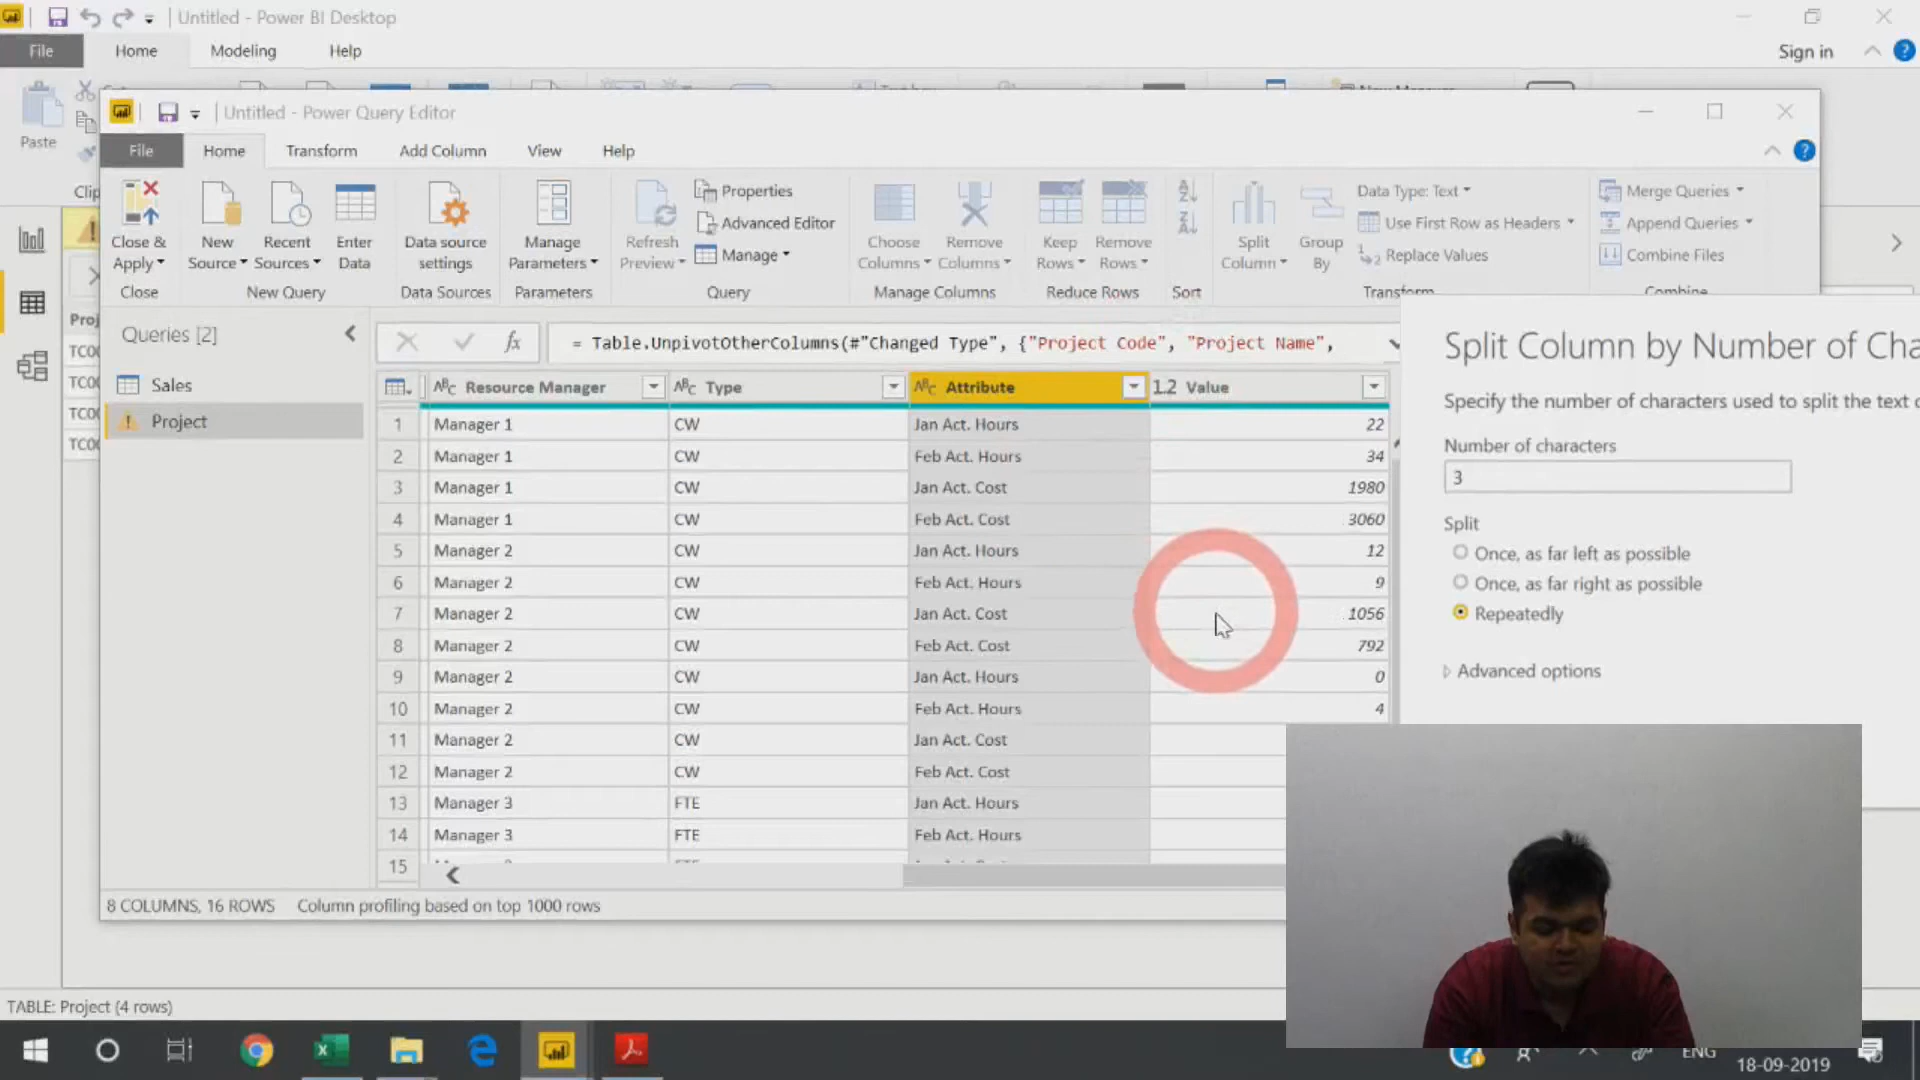 Untitled - Power BI Desktop
File Home Modeling Help Sign in
Paste
Untitled - Power Query Editor
File Home Transform Add Column View Help
Close & Apply
New Source
Recent Sources
Enter Data
Data source settings
Manage Parameters
Refresh Preview
Properties
Advanced Editor
Manage
Choose Columns
Remove Columns
Keep Rows
Remove Rows
Split Column
Group By
Data Type: Text
Use First Row as Headers
Replace Values
Merge Queries
Append Queries
Combine Files
Close New Query Data Sources Parameters Query Manage Columns Reduce Rows Sort Transform Combine
Queries [2]
Sales
Project
= Table.UnpivotOtherColumns(#"Changed Type", {"Project Code", "Project Name",
Resource Manager Type Attribute 1.2 Value
1 Manager 1 CW Jan Act. Hours 22
2 Manager 1 CW Feb Act. Hours 34
3 Manager 1 CW Jan Act. Cost 1980
4 Manager 1 CW Feb Act. Cost 3060
5 Manager 2 CW Jan Act. Hours 12
6 Manager 2 CW Feb Act. Hours 9
7 Manager 2 CW Jan Act. Cost 1056
8 Manager 2 CW Feb Act. Cost 792
9 Manager 2 CW Jan Act. Hours 0
10 Manager 2 CW Feb Act. Hours 4
11 Manager 2 CW Jan Act. Cost
12 Manager 2 CW Feb Act. Cost
13 Manager 3 FTE Jan Act. Hours
14 Manager 3 FTE Feb Act. Hours
15
8 COLUMNS, 16 ROWS Column profiling based on top 1000 rows
Split Column by Number of Cha
Specify the number of characters used to split the text
Number of characters
3
Split
Once, as far left as possible
Once, as far right as possible
Repeatedly
Advanced options
TABLE: Project (4 rows)
ENG
18-09-2019